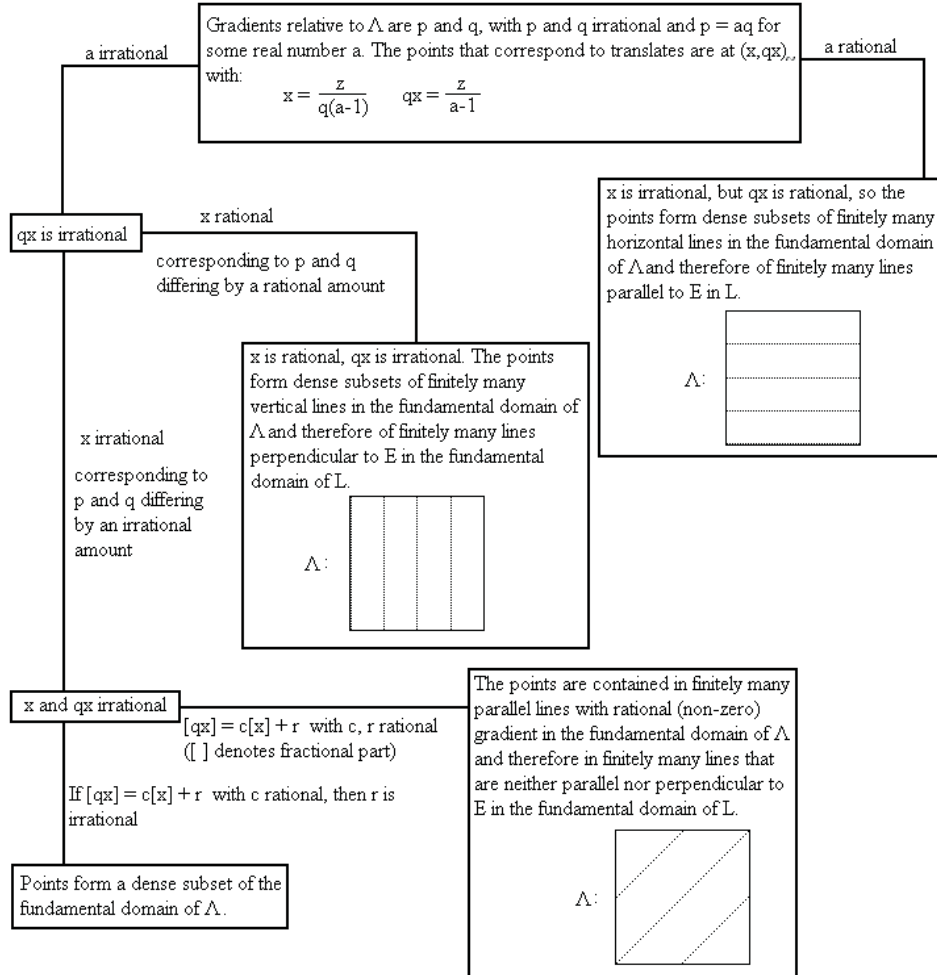 Gradients relative to Λ are p and q, with p and q irrational and p = aq for
some real number a. The points that correspond to translates are at (x,qx)
with:
x = z / q(a-1)   qx = z / a-1
a irrational
a rational
x is irrational, but qx is rational, so the
points form dense subsets of finitely many
horizontal lines in the fundamental domain
of Λ and therefore of finitely many lines
parallel to E in L.
Λ:
qx is irrational
x rational
corresponding to p and q
differing by a rational amount
x is rational, qx is irrational. The points
form dense subsets of finitely many
vertical lines in the fundamental domain of
Λ and therefore of finitely many lines
perpendicular to E in the fundamental
domain of L.
Λ:
x irrational
corresponding to
p and q differing
by an irrational
amount
x and qx irrational
[qx] = c[x] + r with c, r rational
([ ] denotes fractional part)
The points are contained in finitely many
parallel lines with rational (non-zero)
gradient in the fundamental domain of Λ
and therefore in finitely many lines that
are neither parallel nor perpendicular to
E in the fundamental domain of L.
Λ:
If [qx] = c[x] + r with c rational, then r is
irrational
Points form a dense subset of the
fundamental domain of Λ.